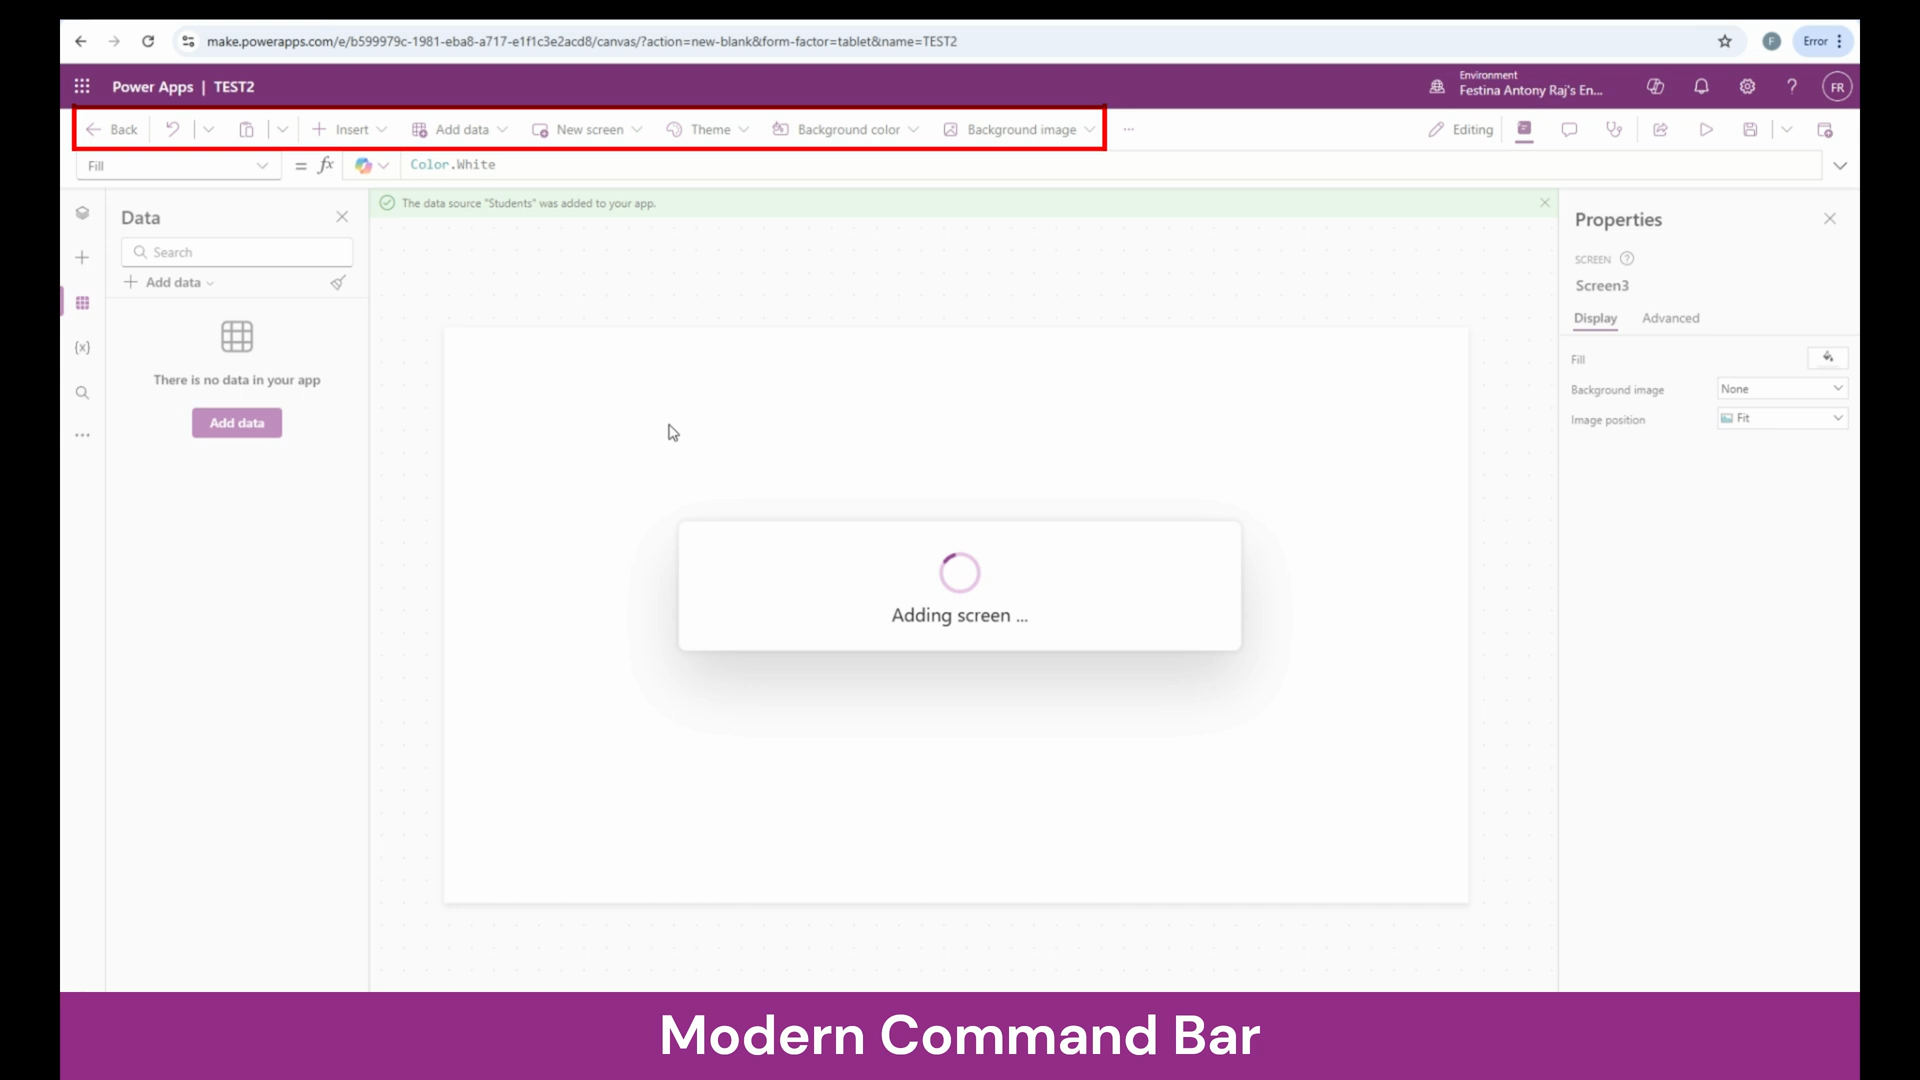 make.powerapps.com/e/b599979c-1981-eba8-a717-e1f1c3e2acd8/canvas/?action=new-blank&form-factor=tablet&name=TEST2
F
Error
Power Apps | TEST2
Environment
Festina Antony Raj's En...
?
FR
Back
Insert
Add data
New screen
Theme
Background color
Background image
...
Editing
Fill
= fx
Color.White
Data
Search
Add data
There is no data in your app
Add data
{x}
...
The data source "Students" was added to your app.
Adding screen ...
Properties
SCREEN ?
Screen3
Display Advanced
Fill
Background image None
Image position Fit
Modern Command Bar